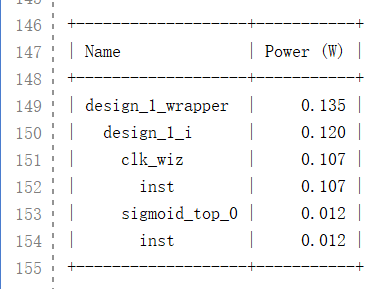 146 +-------------------+-----------+
147 | Name              | Power (W) |
148 +-------------------+-----------+
149 | design_1_wrapper  |     0.135 |
150 |   design_1_i      |     0.120 |
151 |     clk_wiz       |     0.107 |
152 |       inst        |     0.107 |
153 |     sigmoid_top_0 |     0.012 |
154 |       inst        |     0.012 |
155 +-------------------+-----------+